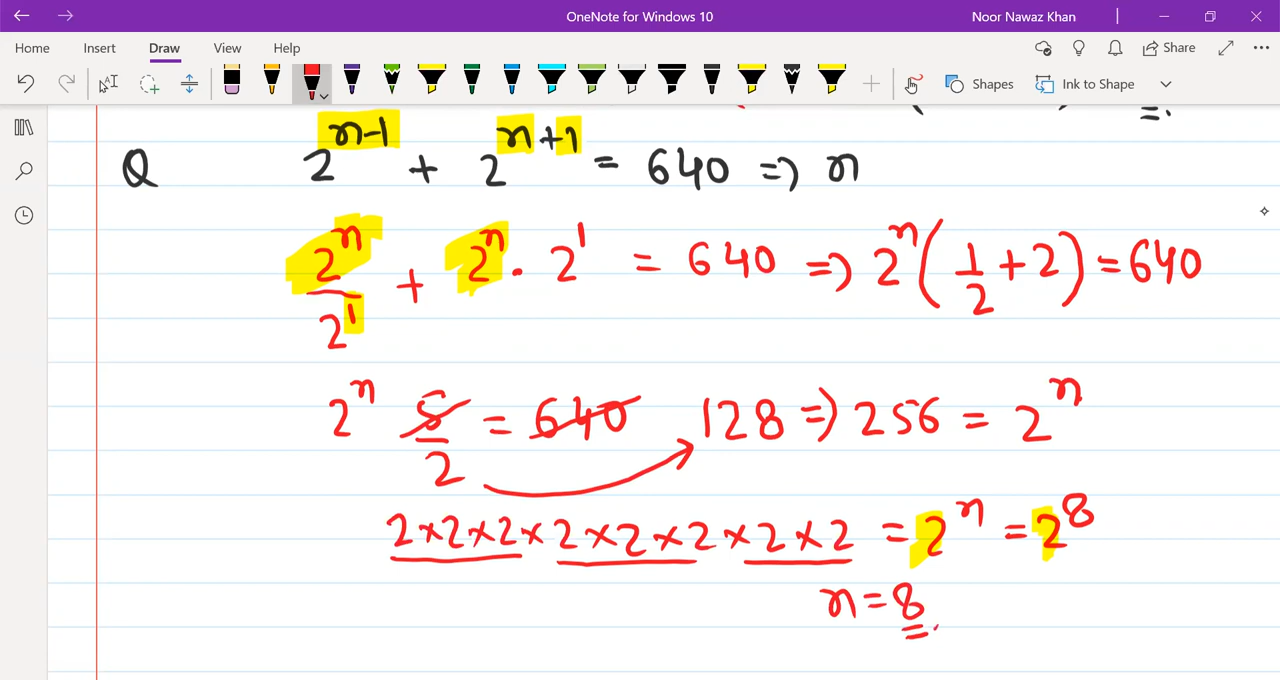 OneNote for Windows 10
Noor Nawaz Khan
Home Insert Draw View Help
Share
Shapes Ink to Shape
Q 2^(n-1) + 2^(n+1) = 640 => n
2^n/2^1 + 2^n · 2^1 = 640 => 2^n (1/2 + 2) = 640
2^n 5/2 = 640 128 => 256 = 2^n
2×2×2×2×2×2×2×2 = 2^n = 2^8
n = 8